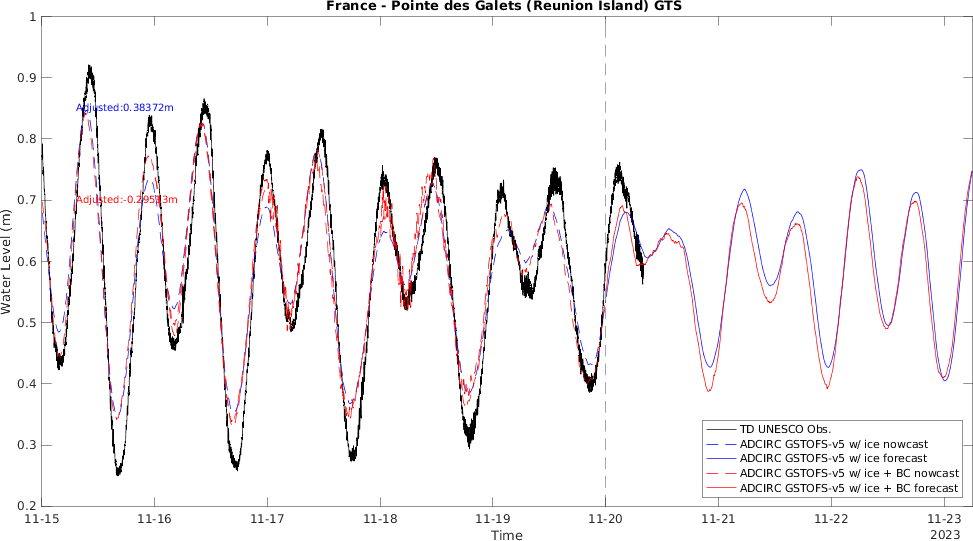 France - Pointe des Galets (Reunion Island) GTS
1
0.9
0.8
0.7
0.6
0.5
0.4
0.3
0.2
Water Level (m)
Adjusted:0.38372m
TD UNESCO Obs.
ADCIRC GSTOFS-v5 w/ ice nowcast
ADCIRC GSTOFS-v5 w/ ice forecast
ADCIRC GSTOFS-v5 w/ ice + BC nowcast
ADCIRC GSTOFS-v5 w/ ice + BC forecast
11-15 11-16 11-17 11-18 11-19 11-20 11-21 11-22 11-23
Time
2023